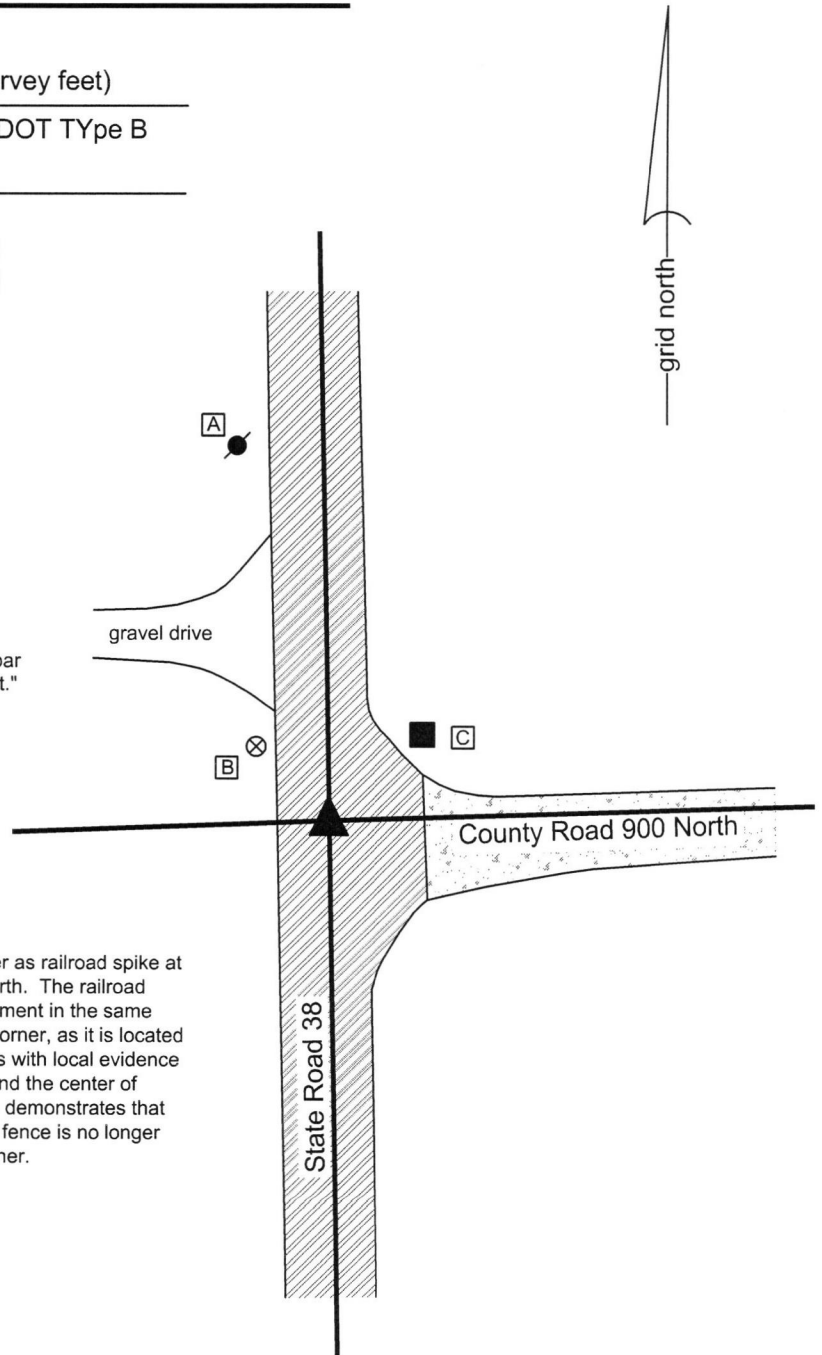 rvey feet)
DOT TYpe B
grid north
A
gravel drive
bar
t."
B
C
County Road 900 North
State Road 38
er as railroad spike at
rth. The railroad
ment in the same
orner, as it is located
s with local evidence
nd the center of
demonstrates that
fence is no longer
ner.